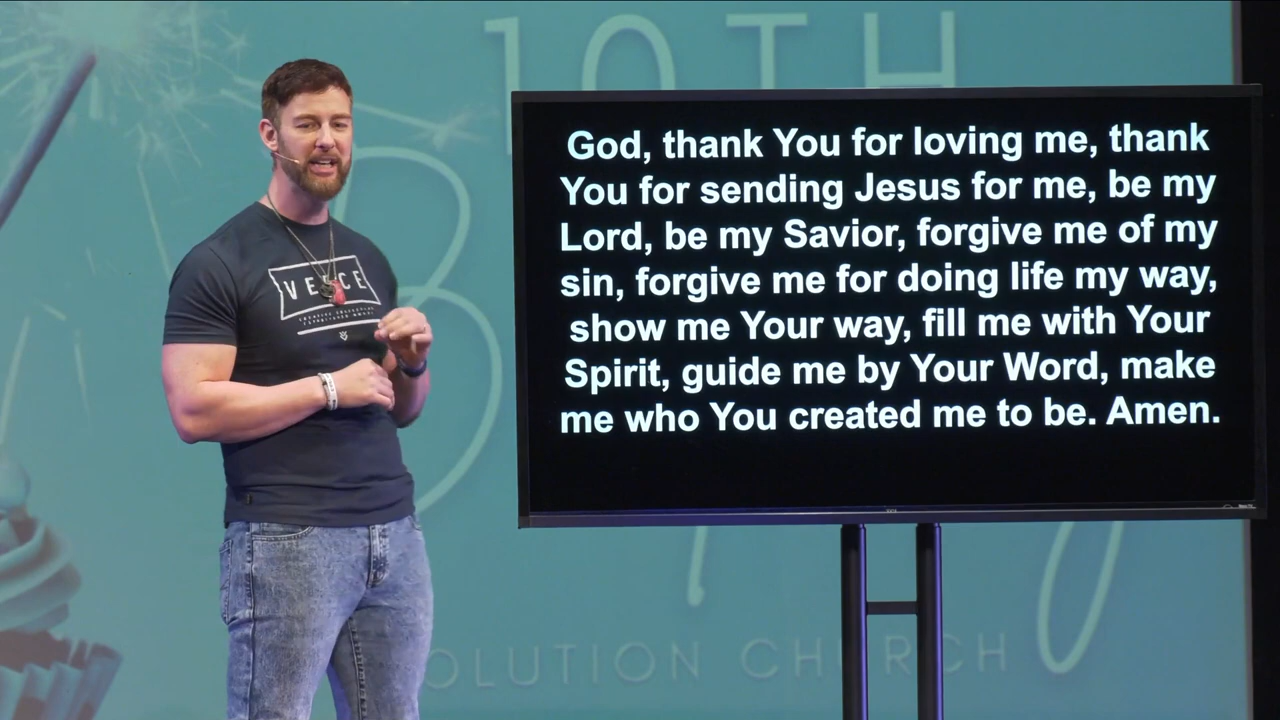 10TH
B
God, thank You for loving me, thank
You for sending Jesus for me, be my
Lord, be my Savior, forgive me of my
sin, forgive me for doing life my way,
show me Your way, fill me with Your
Spirit, guide me by Your Word, make
me who You created me to be. Amen.
y
OLUTION CHURCH